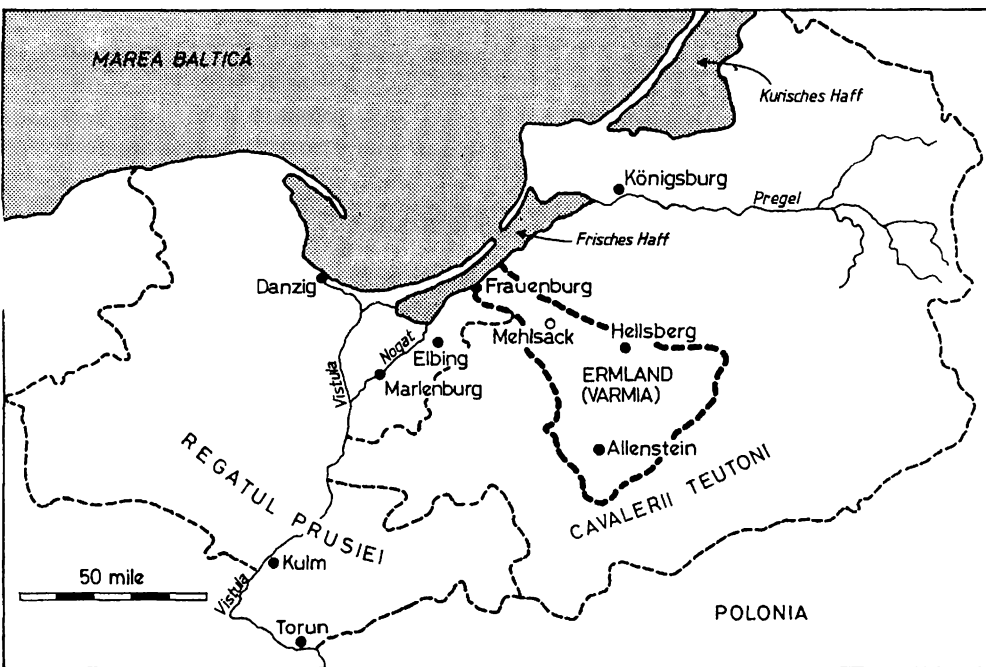 MAREA BALTICĂ
Kurisches Haff
Königsburg
Pregel
Frisches Haff
Danzig
Frauenburg
Mehlsack
Heilsberg
Nogat
Elbing
Vistula
Marienburg
ERMLAND
(VARMIA)
Allenstein
REGATUL PRUSIEI
CAVALERII TEUTONI
Kulm
50 mile
Vistula
POLONIA
Torun